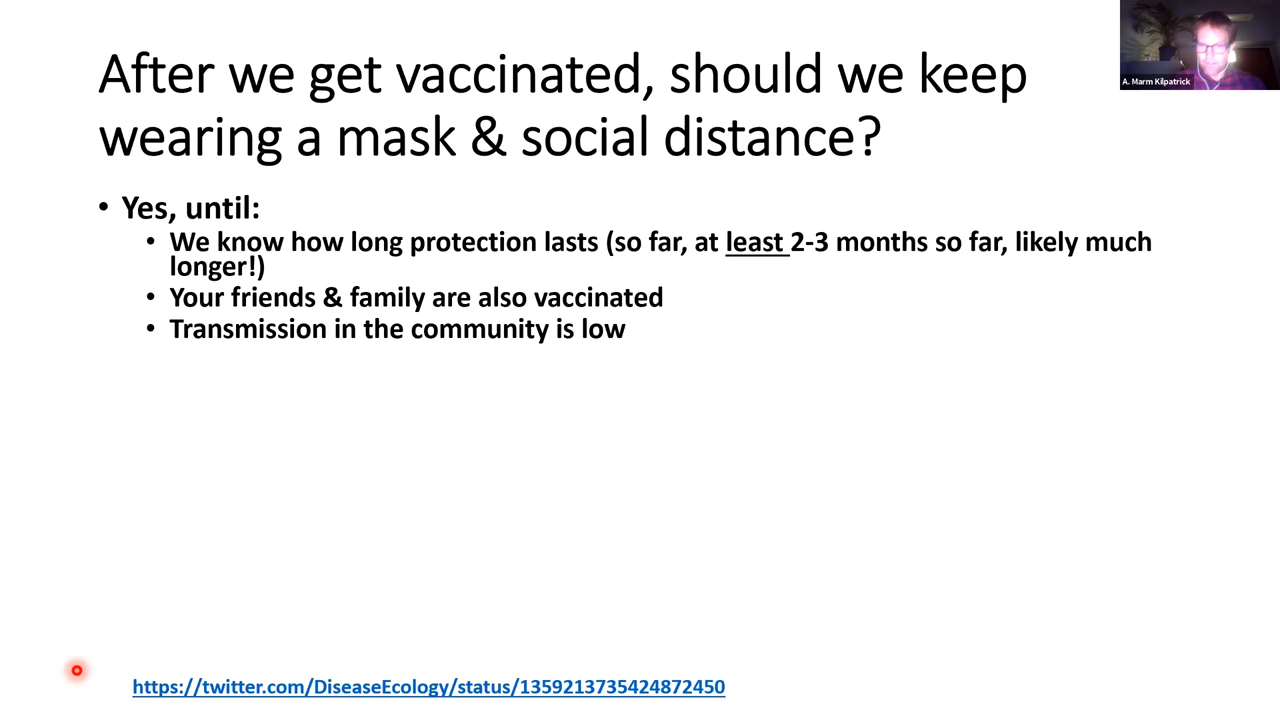 After we get vaccinated, should we keep
wearing a mask & social distance?
A. Marm Kilpatrick
• Yes, until:
• We know how long protection lasts (so far, at least 2-3 months so far, likely much
longer!)
• Your friends & family are also vaccinated
• Transmission in the community is low
https://twitter.com/DiseaseEcology/status/1359213735424872450